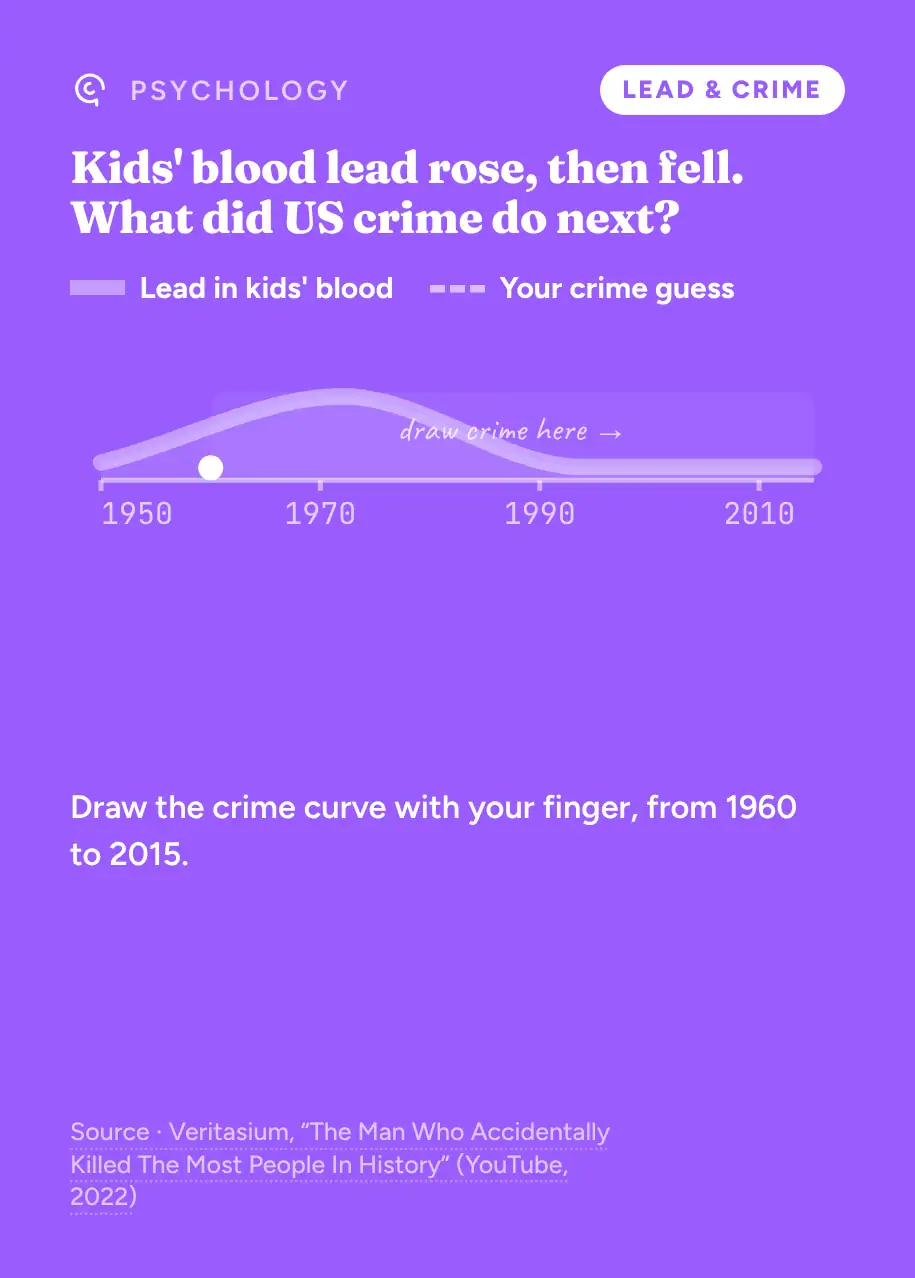 PSYCHOLOGY
LEAD & CRIME
Kids' blood lead rose, then fell.
What did US crime do next?
Lead in kids' blood
Your crime guess
draw crime here →
1950 1970 1990 2010
Draw the crime curve with your finger, from 1960
to 2015.
Source · Veritasium, “The Man Who Accidentally
Killed The Most People In History” (YouTube,
2022)